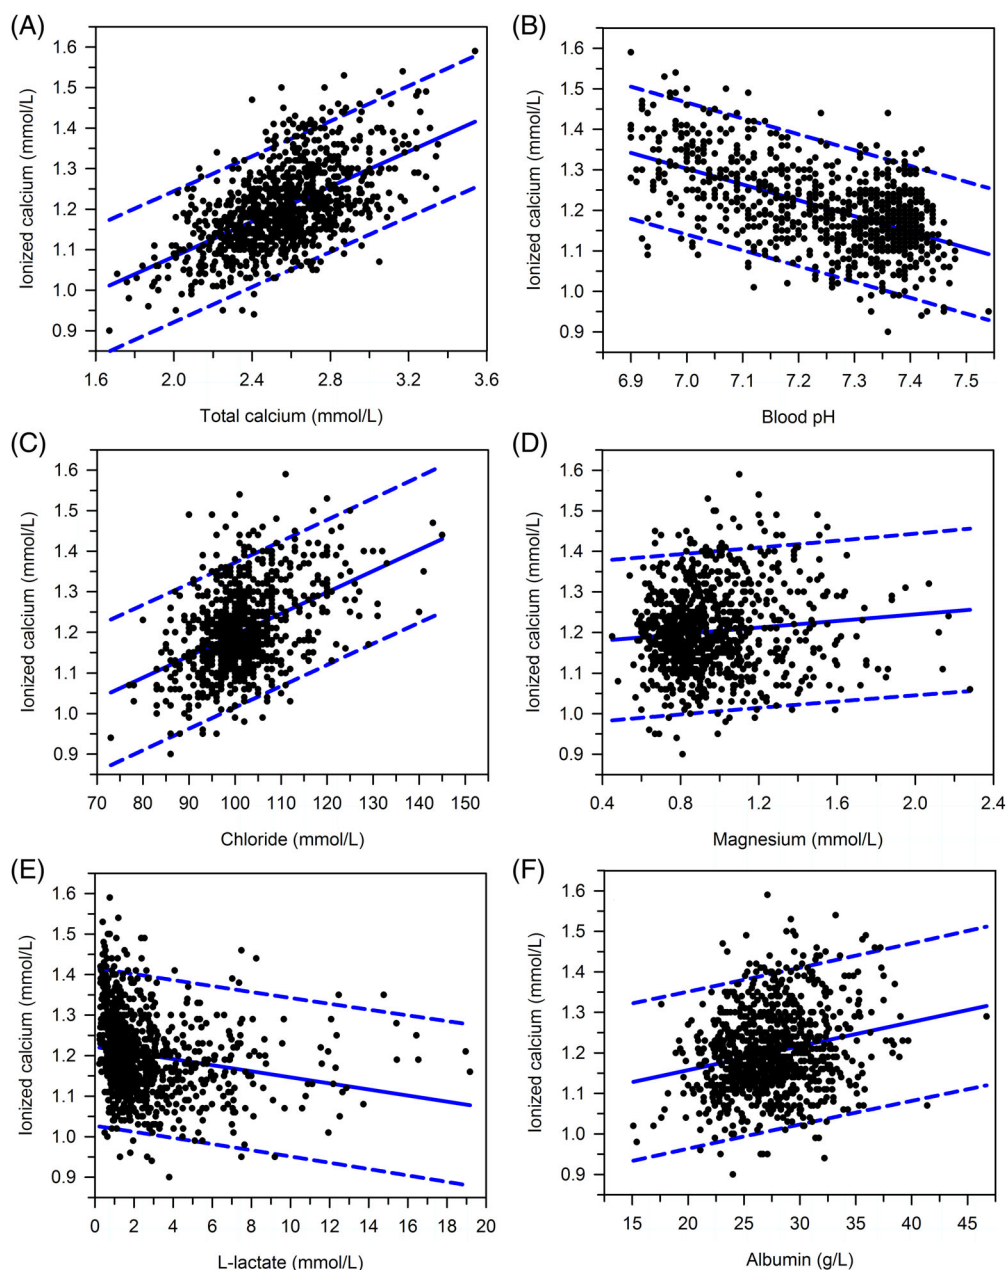 (A)
1.6
1.5
1.4
1.3
1.2
1.1
1.0
0.9
Ionized calcium (mmol/L)
1.6 2.0 2.4 2.8 3.2 3.6
Total calcium (mmol/L)
(B)
1.6
1.5
1.4
1.3
1.2
1.1
1.0
0.9
Ionized calcium (mmol/L)
6.9 7.0 7.1 7.2 7.3 7.4 7.5
Blood pH
(C)
1.6
1.5
1.4
1.3
1.2
1.1
1.0
0.9
Ionized calcium (mmol/L)
70 80 90 100 110 120 130 140 150
Chloride (mmol/L)
(D)
1.6
1.5
1.4
1.3
1.2
1.1
1.0
0.9
Ionized calcium (mmol/L)
0.4 0.8 1.2 1.6 2.0 2.4
Magnesium (mmol/L)
(E)
1.6
1.5
1.4
1.3
1.2
1.1
1.0
0.9
Ionized calcium (mmol/L)
0 2 4 6 8 10 12 14 16 18 20
L-lactate (mmol/L)
(F)
1.6
1.5
1.4
1.3
1.2
1.1
1.0
0.9
Ionized calcium (mmol/L)
15 20 25 30 35 40 45
Albumin (g/L)